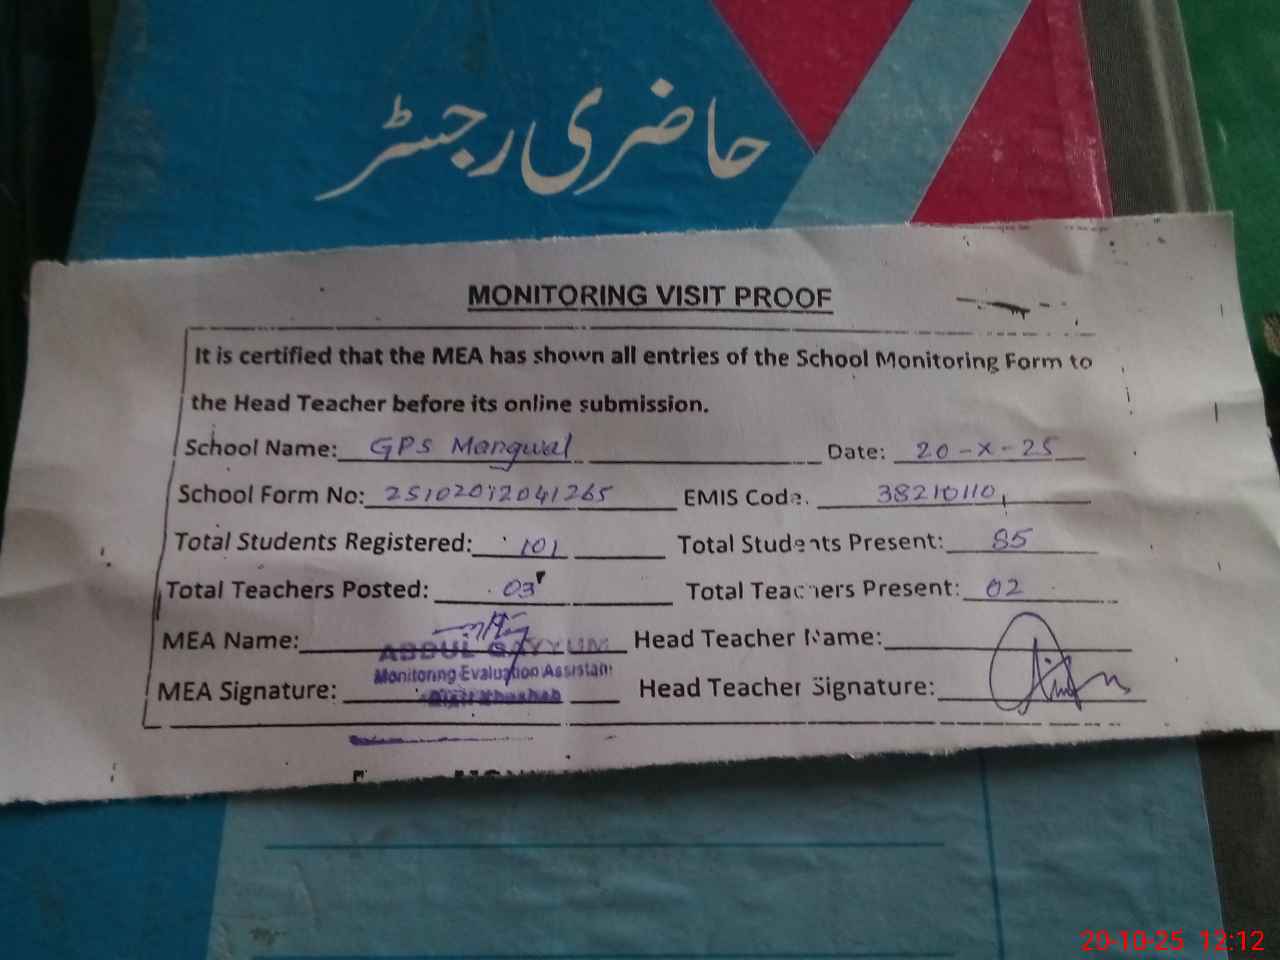 حاضری رجسٹر
MONITORING VISIT PROOF
It is certified that the MEA has shown all entries of the School Monitoring Form to
the Head Teacher before its online submission.
School Name: GPS Mangwal Date: 20-X-25
School Form No: 25102012041265 EMIS Code. 38210110
Total Students Registered: 101 Total Students Present: 85
Total Teachers Posted: 03 Total Teachers Present: 02
MEA Name: ABDUL QAYYUM Head Teacher Name:
Monitoring Evaluation Assistant
MEA Signature: Head Teacher Signature:
20-10-25 12:12